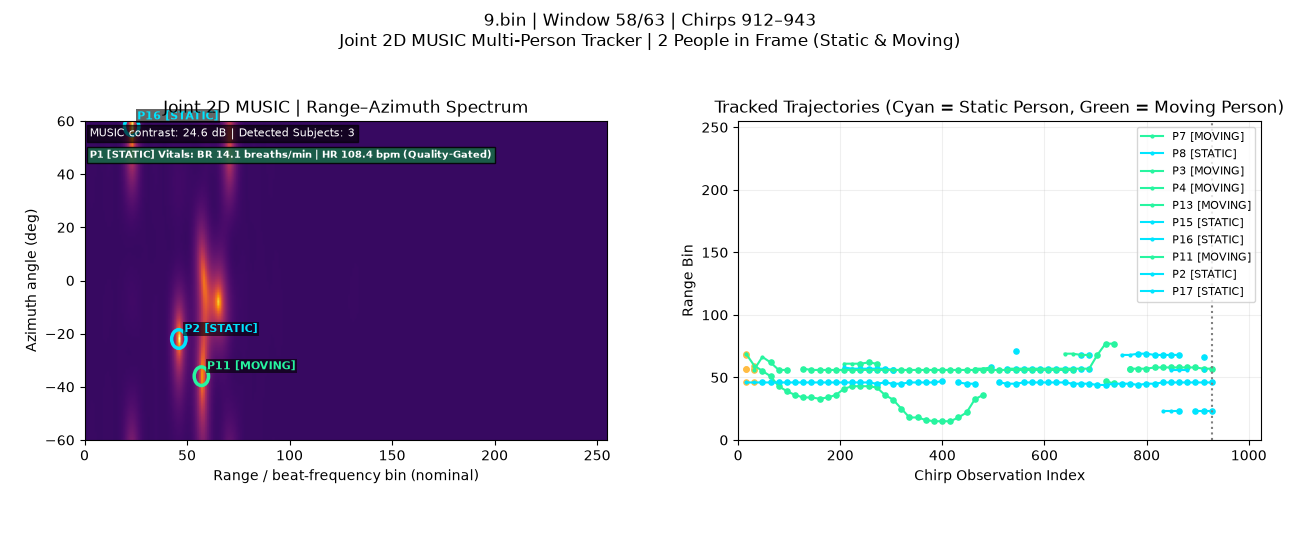 9.bin | Window 58/63 | Chirps 912–943
Joint 2D MUSIC Multi-Person Tracker | 2 People in Frame (Static & Moving)
Joint 2D MUSIC | Range–Azimuth Spectrum
P16 [STATIC]
MUSIC contrast: 24.6 dB | Detected Subjects: 3
P1 [STATIC] Vitals: BR 14.1 breaths/min | HR 108.4 bpm (Quality-Gated)
P2 [STATIC]
P11 [MOVING]
Azimuth angle (deg)
60
40
20
0
−20
−40
−60
0
50
100
150
200
250
Range / beat-frequency bin (nominal)
Tracked Trajectories (Cyan = Static Person, Green = Moving Person)
P7 [MOVING]
P8 [STATIC]
P3 [MOVING]
P4 [MOVING]
P13 [MOVING]
P15 [STATIC]
P16 [STATIC]
P11 [MOVING]
P2 [STATIC]
P17 [STATIC]
Range Bin
250
200
150
100
50
0
0
200
400
600
800
1000
Chirp Observation Index